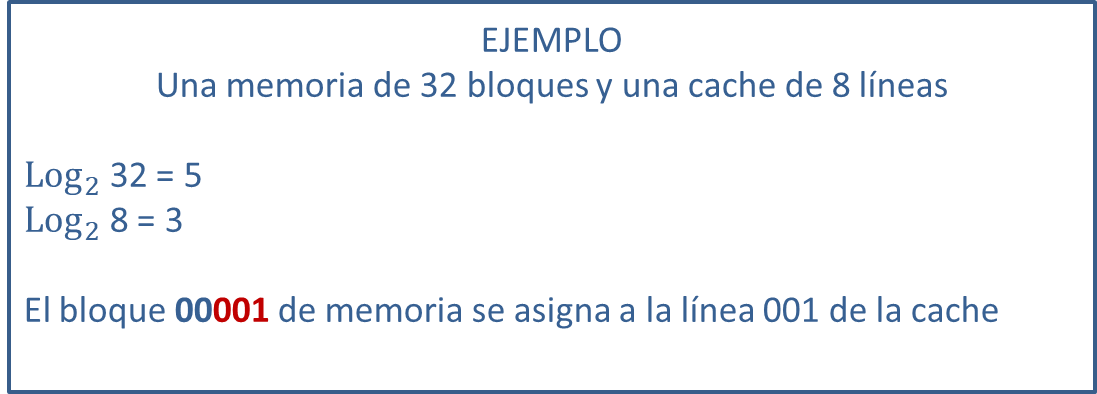 EJEMPLO
Una memoria de 32 bloques y una cache de 8 líneas
Log₂ 32 = 5
Log₂ 8 = 3
El bloque 00001 de memoria se asigna a la línea 001 de la cache